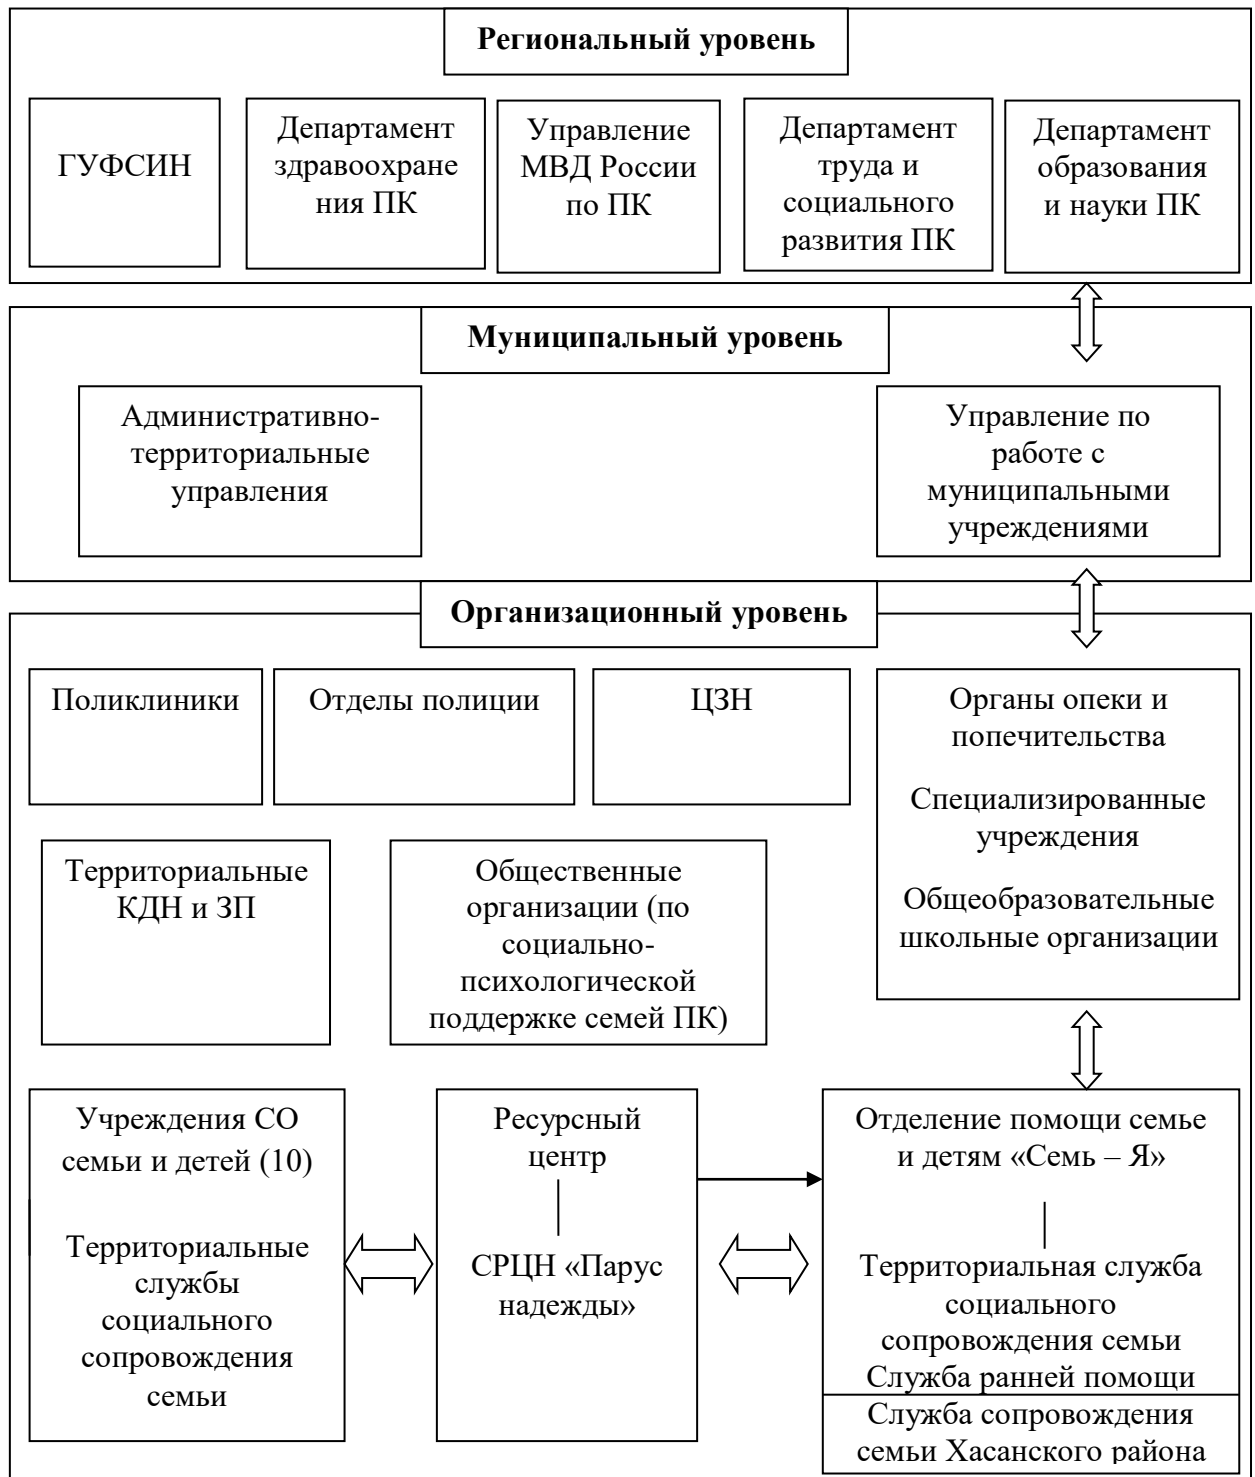 Региональный уровень
ГУФСИН
Департамент
здравоохране
ния ПК
Управление
МВД России
по ПК
Департамент
труда и
социального
развития ПК
Департамент
образования
и науки ПК
Муниципальный уровень
Административно-
территориальные
управления
Управление по
работе с
муниципальными
учреждениями
Организационный уровень
Поликлиники
Отделы полиции
ЦЗН
Органы опеки и
попечительства
Специализированные
учреждения
Общеобразовательные
школьные организации
Территориальные
КДН и ЗП
Общественные
организации (по
социально-
психологической
поддержке семей ПК)
Учреждения СО
семьи и детей (10)
Территориальные
службы
социального
сопровождения
семьи
Ресурсный
центр
СРЦН «Парус
надежды»
Отделение помощи семье
и детям «Семь – Я»
Территориальная служба
социального
сопровождения семьи
Служба ранней помощи
Служба сопровождения
семьи Хасанского района